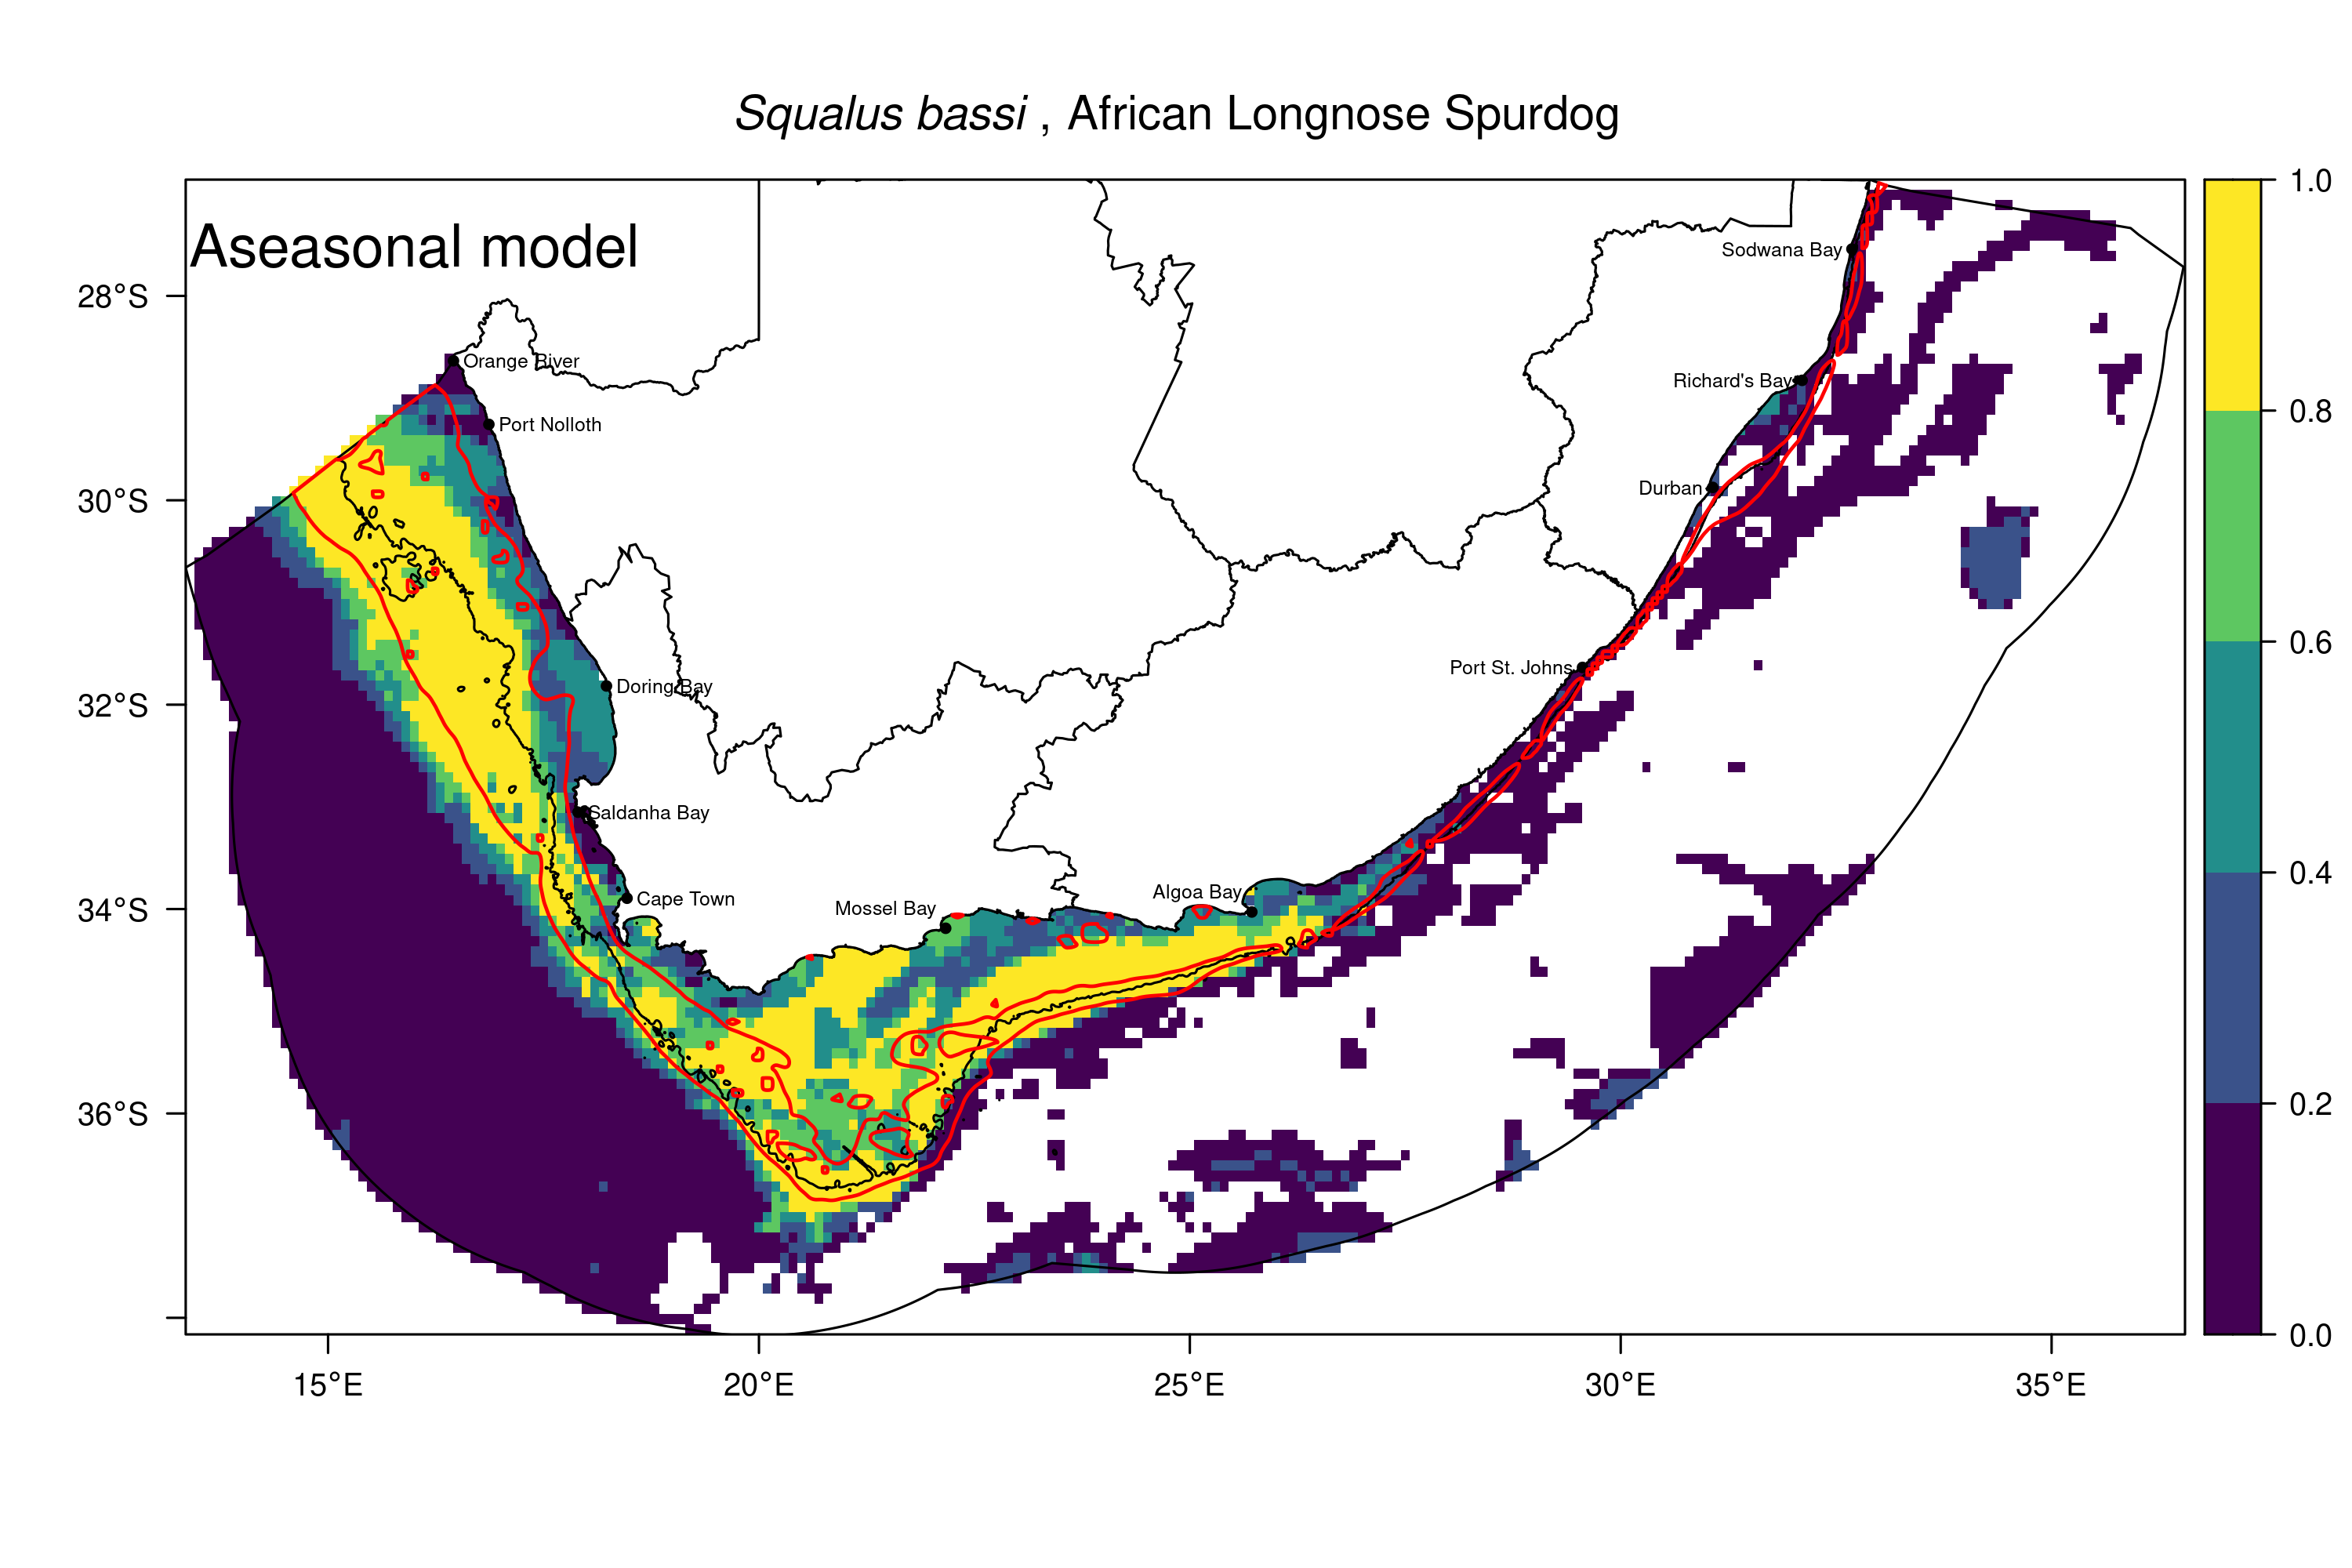 Squalus bassi , African Longnose Spurdog
Aseasonal model
Sodwana Bay
Orange River
Richard's Bay
Port Nolloth
Durban
Port St. Johns
Doring Bay
Saldanha Bay
Cape Town
Mossel Bay
Algoa Bay
28°S
30°S
32°S
34°S
36°S
15°E
20°E
25°E
30°E
35°E
1.0
0.8
0.6
0.4
0.2
0.0